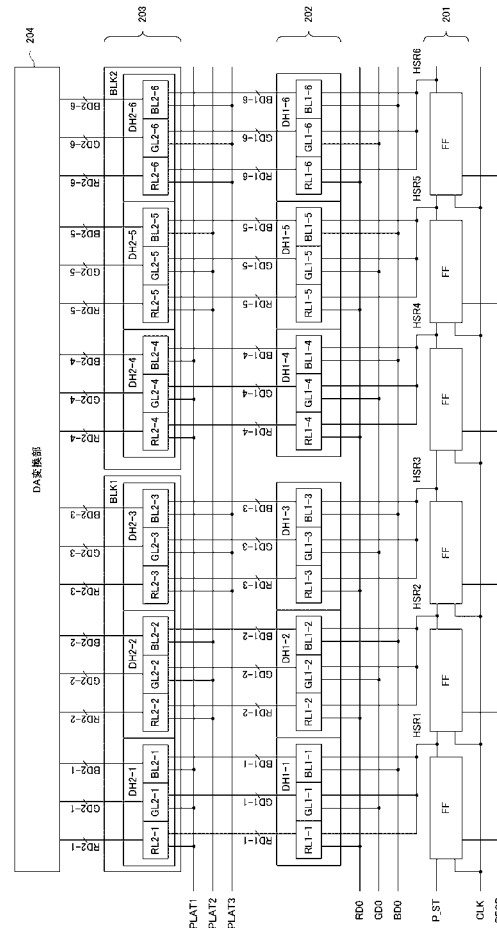 204
203
202
201
DA変換部
RD2-1 GD2-1 BD2-1 RD2-2 GD2-2 BD2-2 RD2-3 GD2-3 BD2-3 RD2-4 GD2-4 BD2-4 RD2-5 GD2-5 BD2-5 RD2-6 GD2-6 BD2-6
BLK1 BLK2
DH2-1 DH2-2 DH2-3 DH2-4 DH2-5 DH2-6
RL2-1 GL2-1 BL2-1 RL2-2 GL2-2 BL2-2 RL2-3 GL2-3 BL2-3 RL2-4 GL2-4 BL2-4 RL2-5 GL2-5 BL2-5 RL2-6 GL2-6 BL2-6
PLAT1
PLAT2
PLAT3
RD1-1 GD1-1 BD1-1 RD1-2 GD1-2 BD1-2 RD1-3 GD1-3 BD1-3 RD1-4 GD1-4 BD1-4 RD1-5 GD1-5 BD1-5 RD1-6 GD1-6 BD1-6
DH1-1 DH1-2 DH1-3 DH1-4 DH1-5 DH1-6
RL1-1 GL1-1 BL1-1 RL1-2 GL1-2 BL1-2 RL1-3 GL1-3 BL1-3 RL1-4 GL1-4 BL1-4 RL1-5 GL1-5 BL1-5 RL1-6 GL1-6 BL1-6
RD0
GD0
BD0
HSR1 HSR2 HSR3 HSR4 HSR5 HSR6
P_ST
FF FF FF FF FF FF
CLK